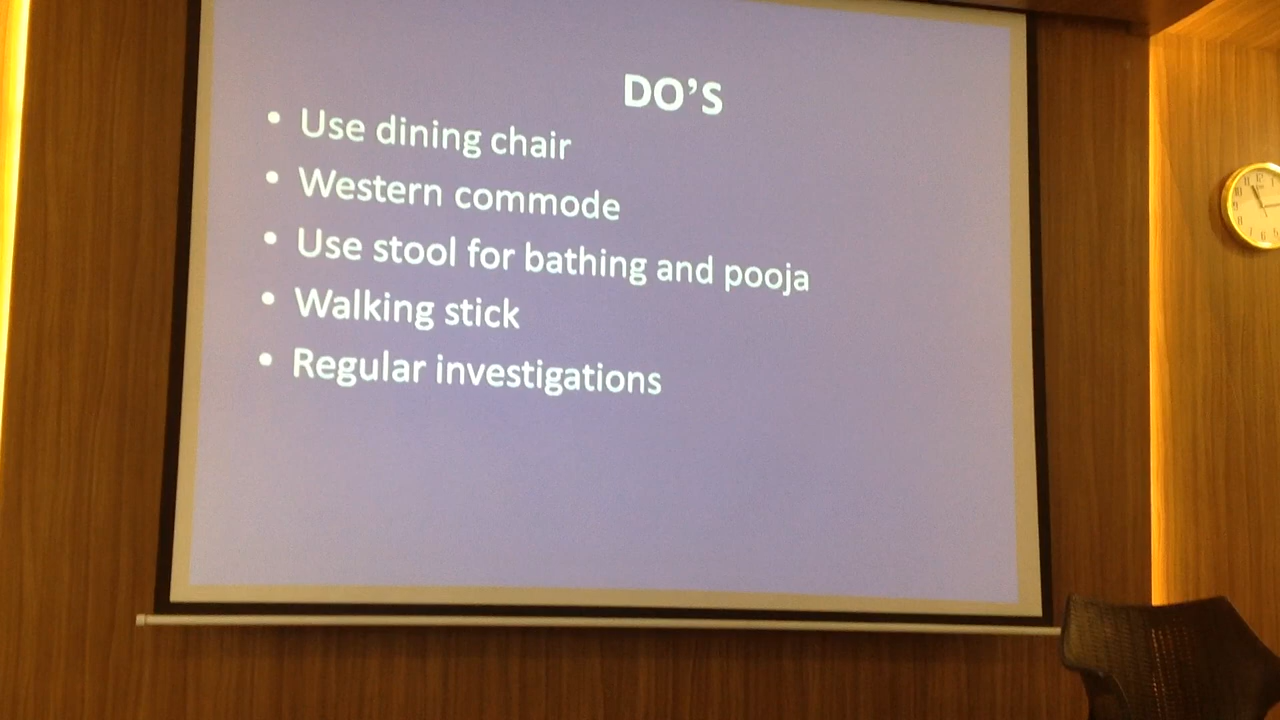 DO'S
• Use dining chair
• Western commode
• Use stool for bathing and pooja
• Walking stick
• Regular investigations